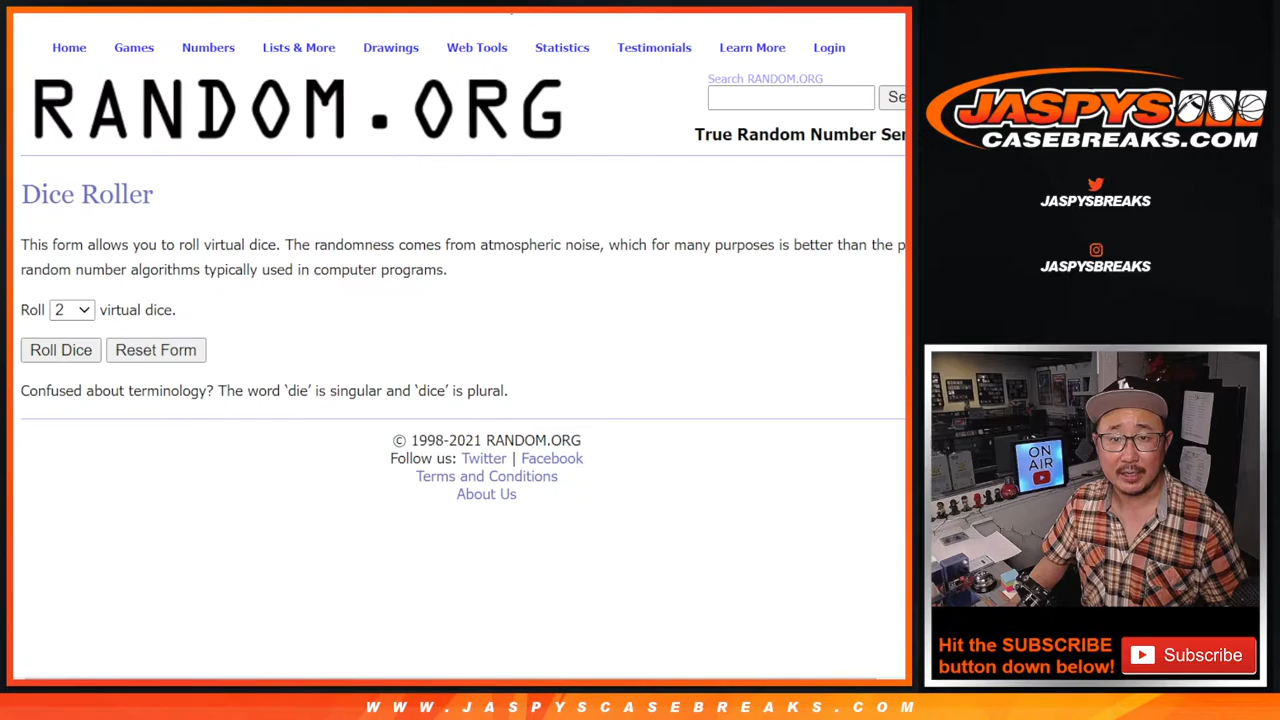 Home Games Numbers Lists & More Drawings Web Tools Statistics Testimonials Learn More Login
RANDOM.ORG
Search RANDOM.ORG
Se
True Random Number Ser
Dice Roller
This form allows you to roll virtual dice. The randomness comes from atmospheric noise, which for many purposes is better than the p
random number algorithms typically used in computer programs.
Roll 2 virtual dice.
Roll Dice Reset Form
Confused about terminology? The word ‘die’ is singular and ‘dice’ is plural.
© 1998-2021 RANDOM.ORG
Follow us: Twitter | Facebook
Terms and Conditions
About Us
JASPYS
CASEBREAKS.COM
JASPYSBREAKS
JASPYSBREAKS
ON
AIR
LA
Hit the SUBSCRIBE
button down below!
Subscribe
WWW.JASPYSCASEBREAKS.COM